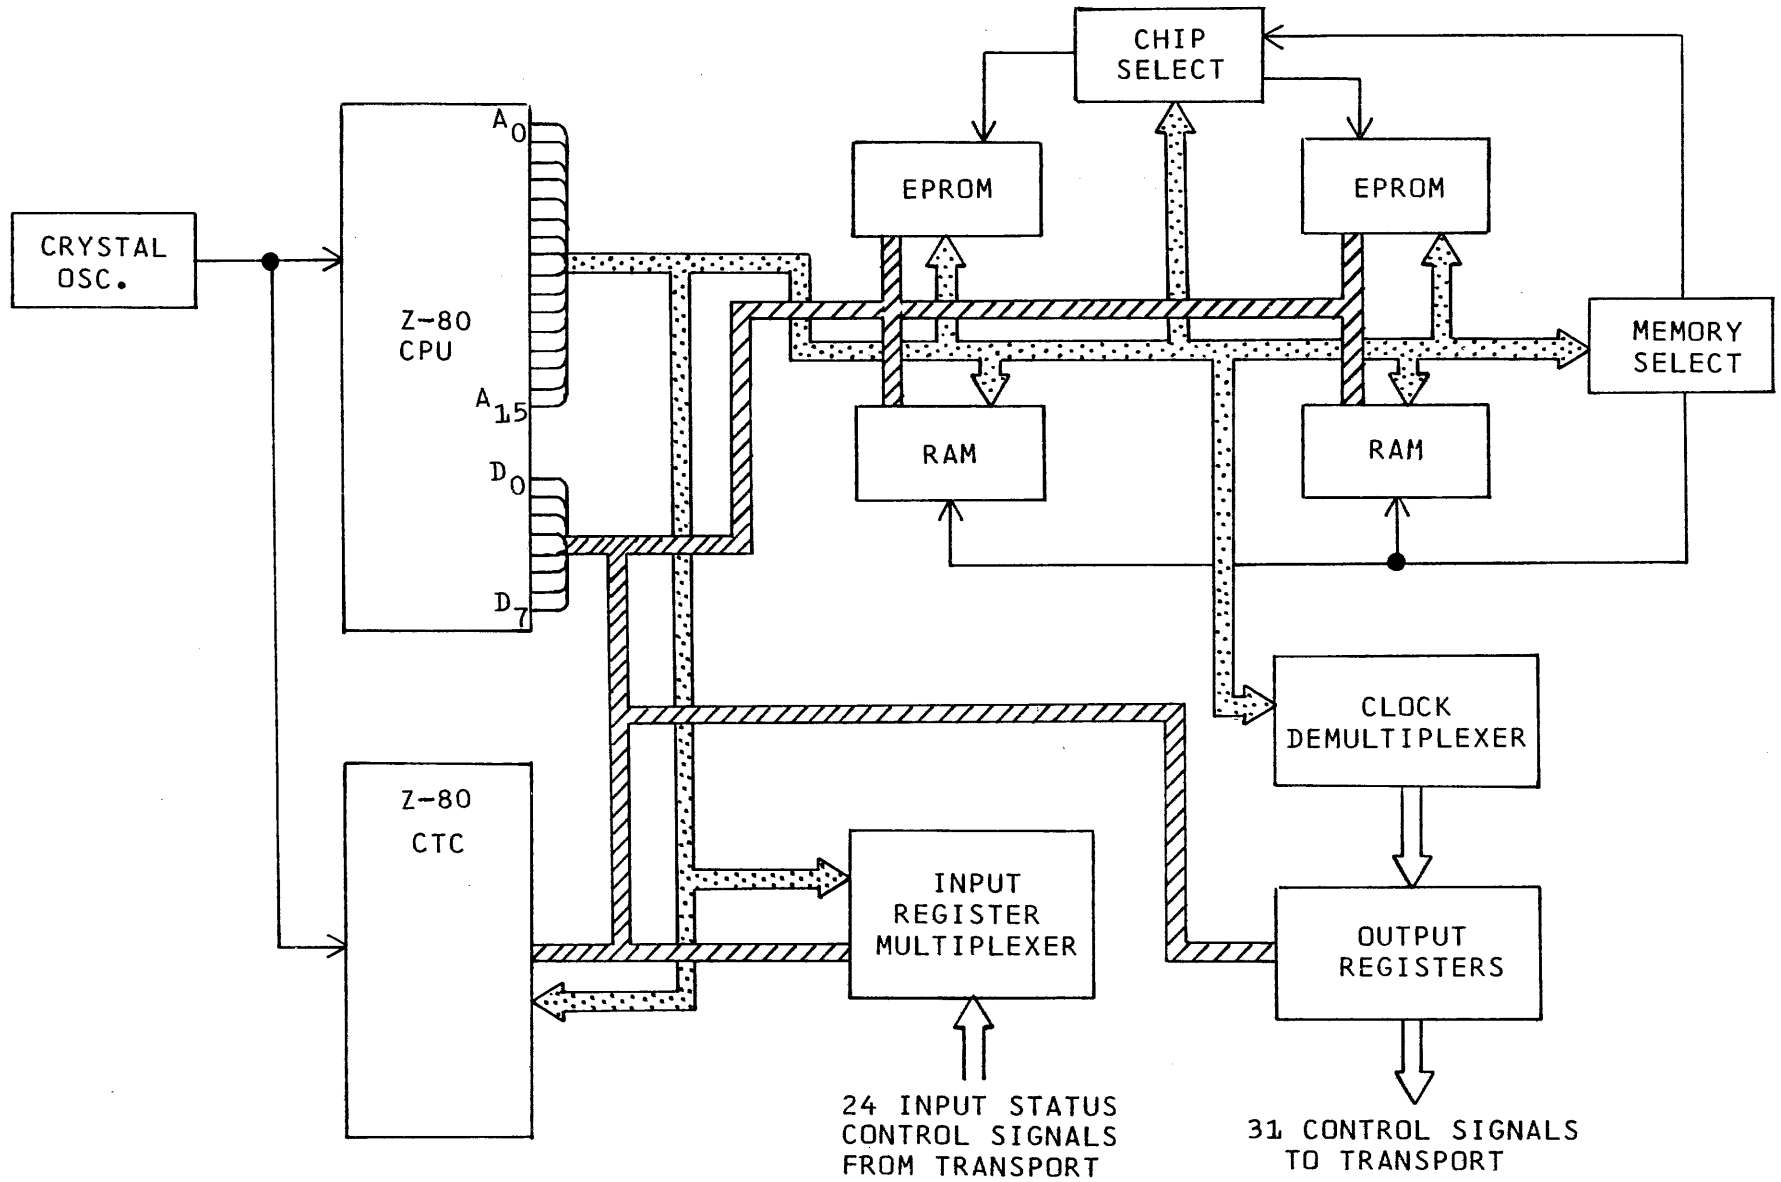 CHIP
SELECT
A0
EPROM
EPROM
CRYSTAL
OSC.
Z-80
CPU
MEMORY
SELECT
A15
RAM
RAM
D0
D7
CLOCK
DEMULTIPLEXER
Z-80
CTC
INPUT
REGISTER
MULTIPLEXER
OUTPUT
REGISTERS
24 INPUT STATUS
CONTROL SIGNALS
FROM TRANSPORT
31 CONTROL SIGNALS
TO TRANSPORT